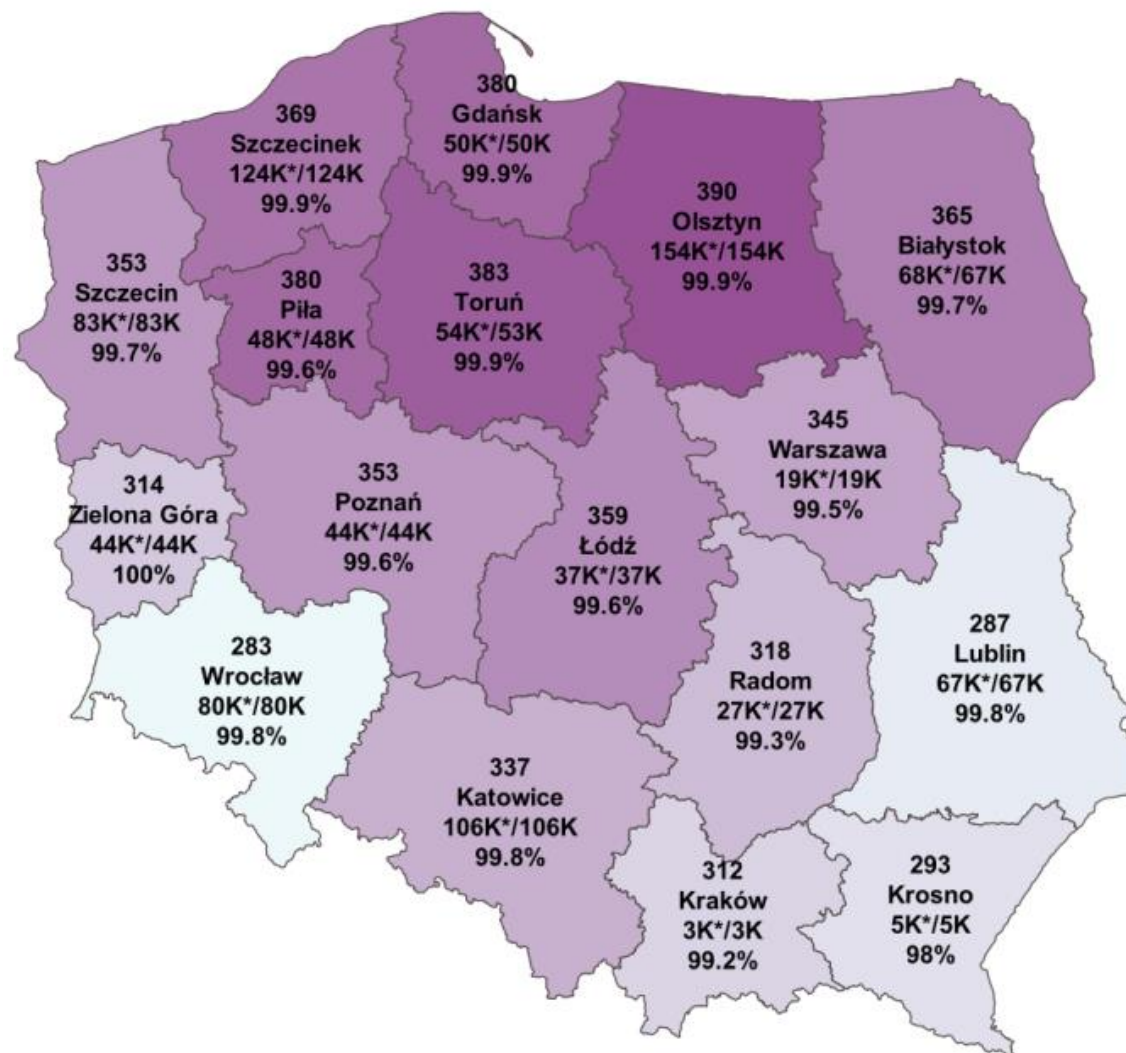 380
Gdańsk
50K*/50K
99.9%
369
Szczecinek
124K*/124K
99.9%
390
Olsztyn
154K*/154K
99.9%
365
Białystok
68K*/67K
99.7%
353
Szczecin
83K*/83K
99.7%
380
Piła
48K*/48K
99.6%
383
Toruń
54K*/53K
99.9%
345
Warszawa
19K*/19K
99.5%
314
Zielona Góra
44K*/44K
100%
353
Poznań
44K*/44K
99.6%
359
Łódź
37K*/37K
99.6%
283
Wrocław
80K*/80K
99.8%
318
Radom
27K*/27K
99.3%
287
Lublin
67K*/67K
99.8%
337
Katowice
106K*/106K
99.8%
312
Kraków
3K*/3K
99.2%
293
Krosno
5K*/5K
98%